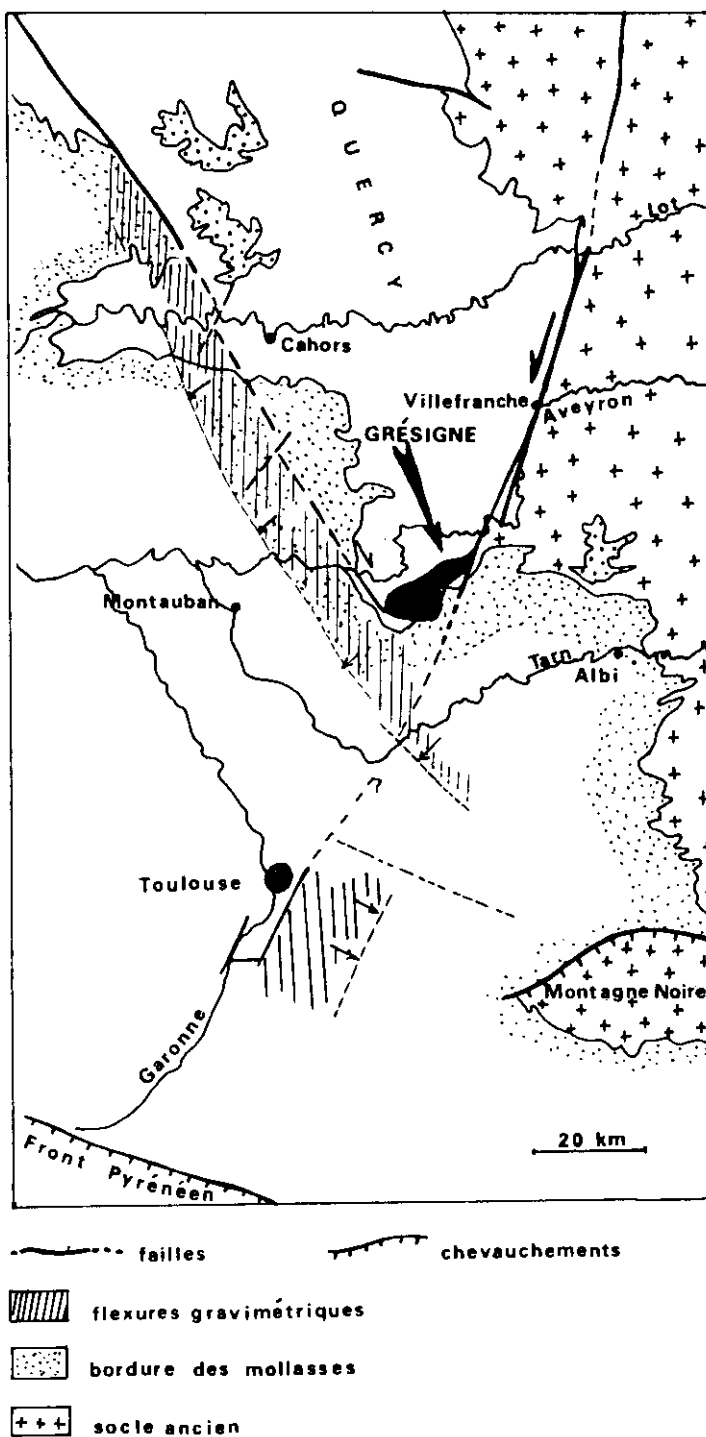 QUERCY
Lot
Cahors
Villefranche
Aveyron
GRÉSIGNE
Montauban
Tarn
Albi
?
Toulouse
Montagne Noire
Garonne
20 km
Front Pyrénéen
failles
chevauchements
flexures gravimétriques
bordure des mollasses
socle ancien